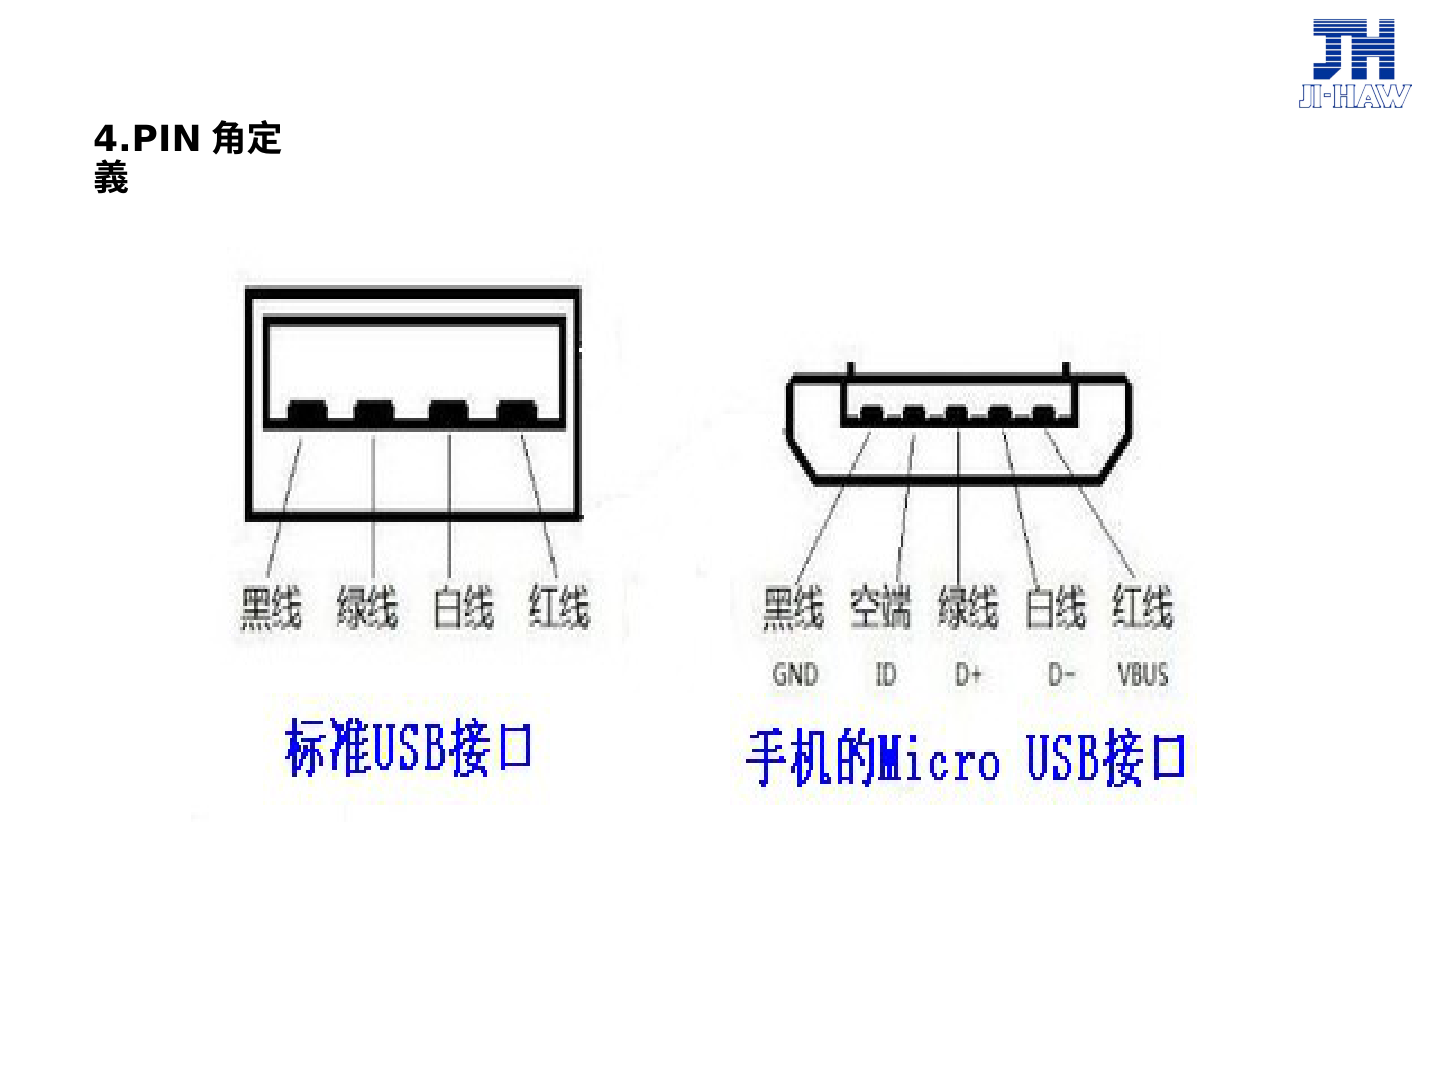 JH
JI-HAW
4.PIN 角定
義
黑线 绿线 白线 红线
标准USB接口
黑线 空端 绿线 白线 红线
GND ID D+ D- VBUS
手机的Micro USB接口